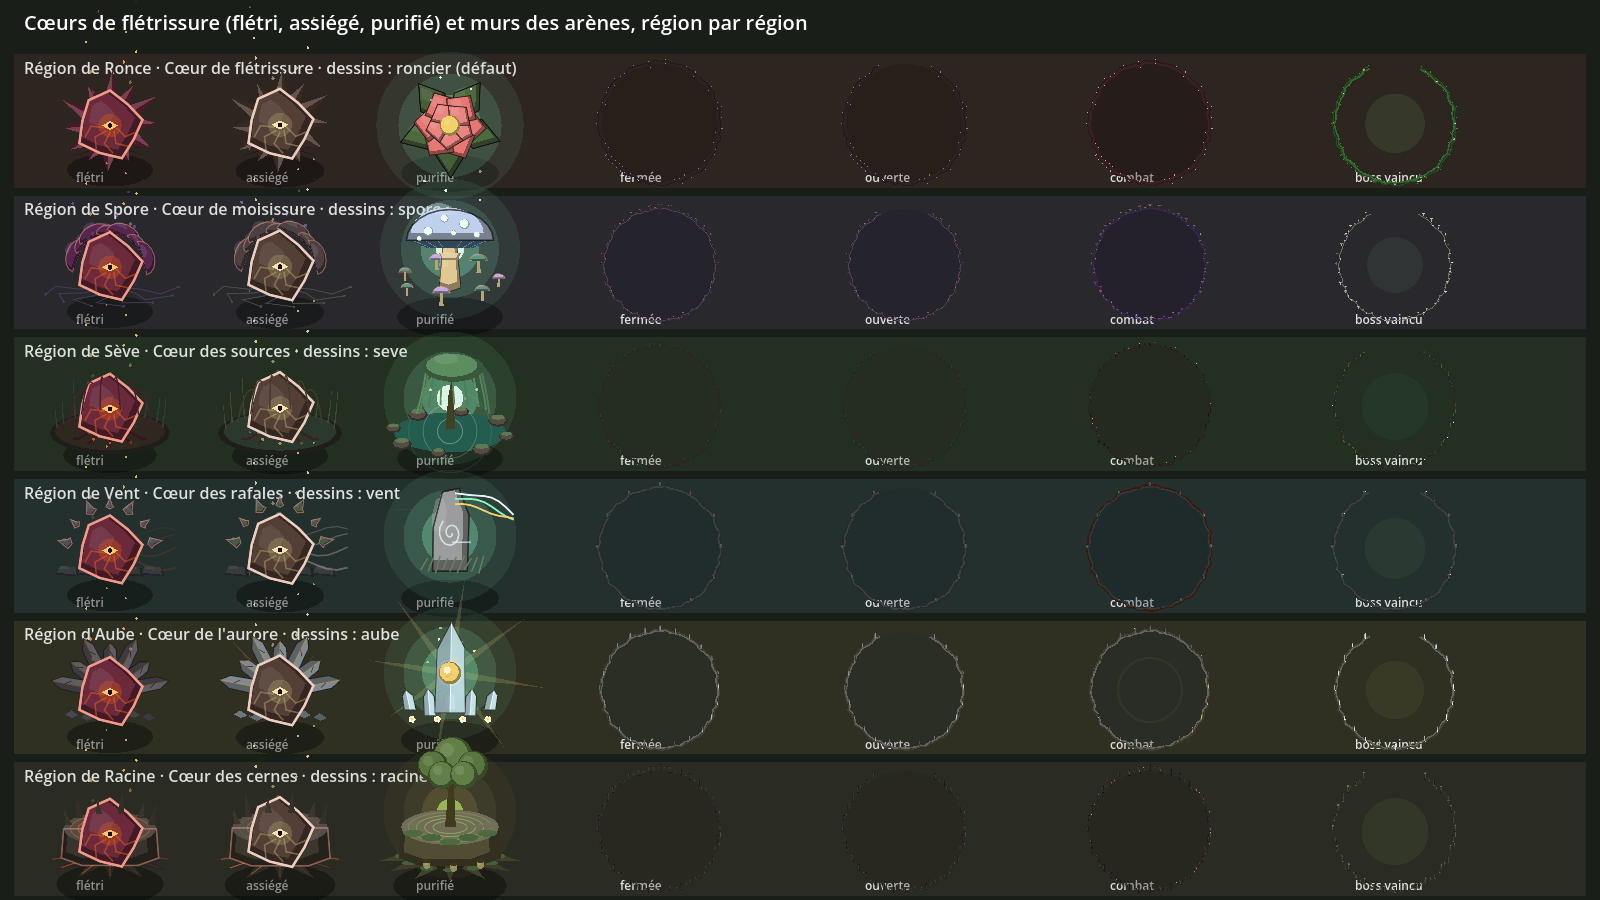 Cœurs de flétrissure (flétri, assiégé, purifié) et murs des arènes, région par région
Région de Ronce · Cœur de flétrissure · dessins : roncier (défaut)
flétri assiégé purifié fermée ouverte combat boss vaincu
Région de Spore · Cœur de moisissure · dessins : spore
flétri assiégé purifié fermée ouverte combat boss vaincu
Région de Sève · Cœur des sources · dessins : seve
flétri assiégé purifié fermée ouverte combat boss vaincu
Région de Vent · Cœur des rafales · dessins : vent
flétri assiégé purifié fermée ouverte combat boss vaincu
Région d'Aube · Cœur de l'aurore · dessins : aube
flétri assiégé purifié fermée ouverte combat boss vaincu
Région de Racine · Cœur des cernes · dessins : racine
flétri assiégé purifié fermée ouverte combat boss vaincu